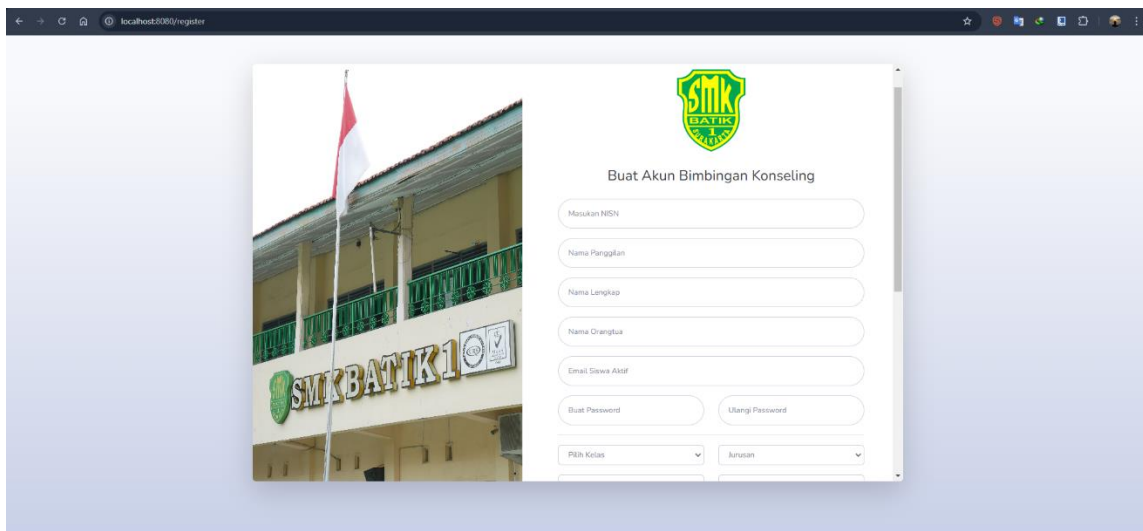 localhost:8080/register
SMK
BATIK
1
SURAKARTA
Buat Akun Bimbingan Konseling
Masukan NISN
Nama Panggilan
Nama Lengkap
Nama Orangtua
Email Siswa Aktif
Buat Password
Ulangi Password
Pilih Kelas
Jurusan
SMK BATIK 1